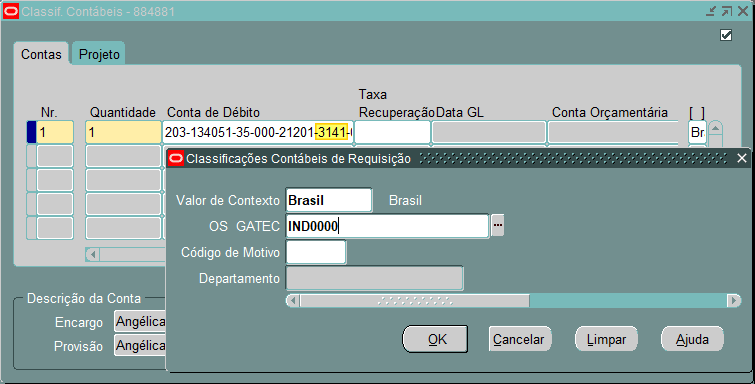 Classif. Contábeis - 884881
Contas
Projeto
Taxa
Nr.
Quantidade
Conta de Débito
Recuperação
Data GL
Conta Orçamentária
[ ]
1
1
203-134051-35-000-21201-3141-
Br
Classificações Contábeis de Requisição
Valor de Contexto
Brasil
Brasil
OS GATEC
IND0000
...
Código de Motivo
Departamento
Descrição da Conta
Encargo
Angélica
Provisão
Angélica
OK
Cancelar
Limpar
Ajuda